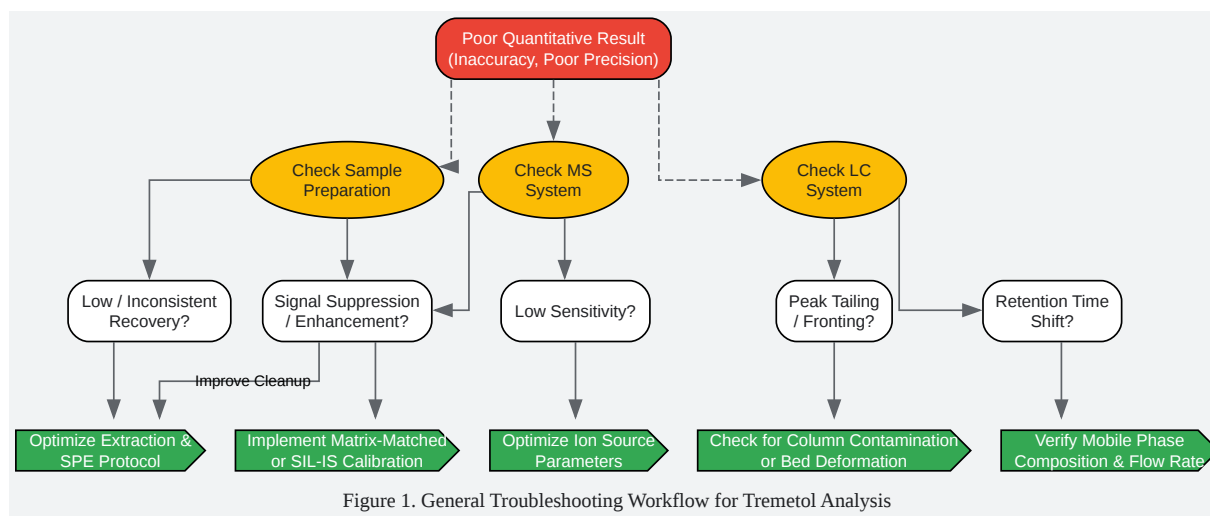 Poor Quantitative Result
(Inaccuracy, Poor Precision)
Check Sample
Preparation
Check MS
System
Check LC
System
Low / Inconsistent
Recovery?
Signal Suppression
/ Enhancement?
Low Sensitivity?
Peak Tailing
/ Fronting?
Retention Time
Shift?
Improve Cleanup
Optimize Extraction &
SPE Protocol
Implement Matrix-Matched
or SIL-IS Calibration
Optimize Ion Source
Parameters
Check for Column Contamination
or Bed Deformation
Verify Mobile Phase
Composition & Flow Rate
Figure 1. General Troubleshooting Workflow for Tremetol Analysis